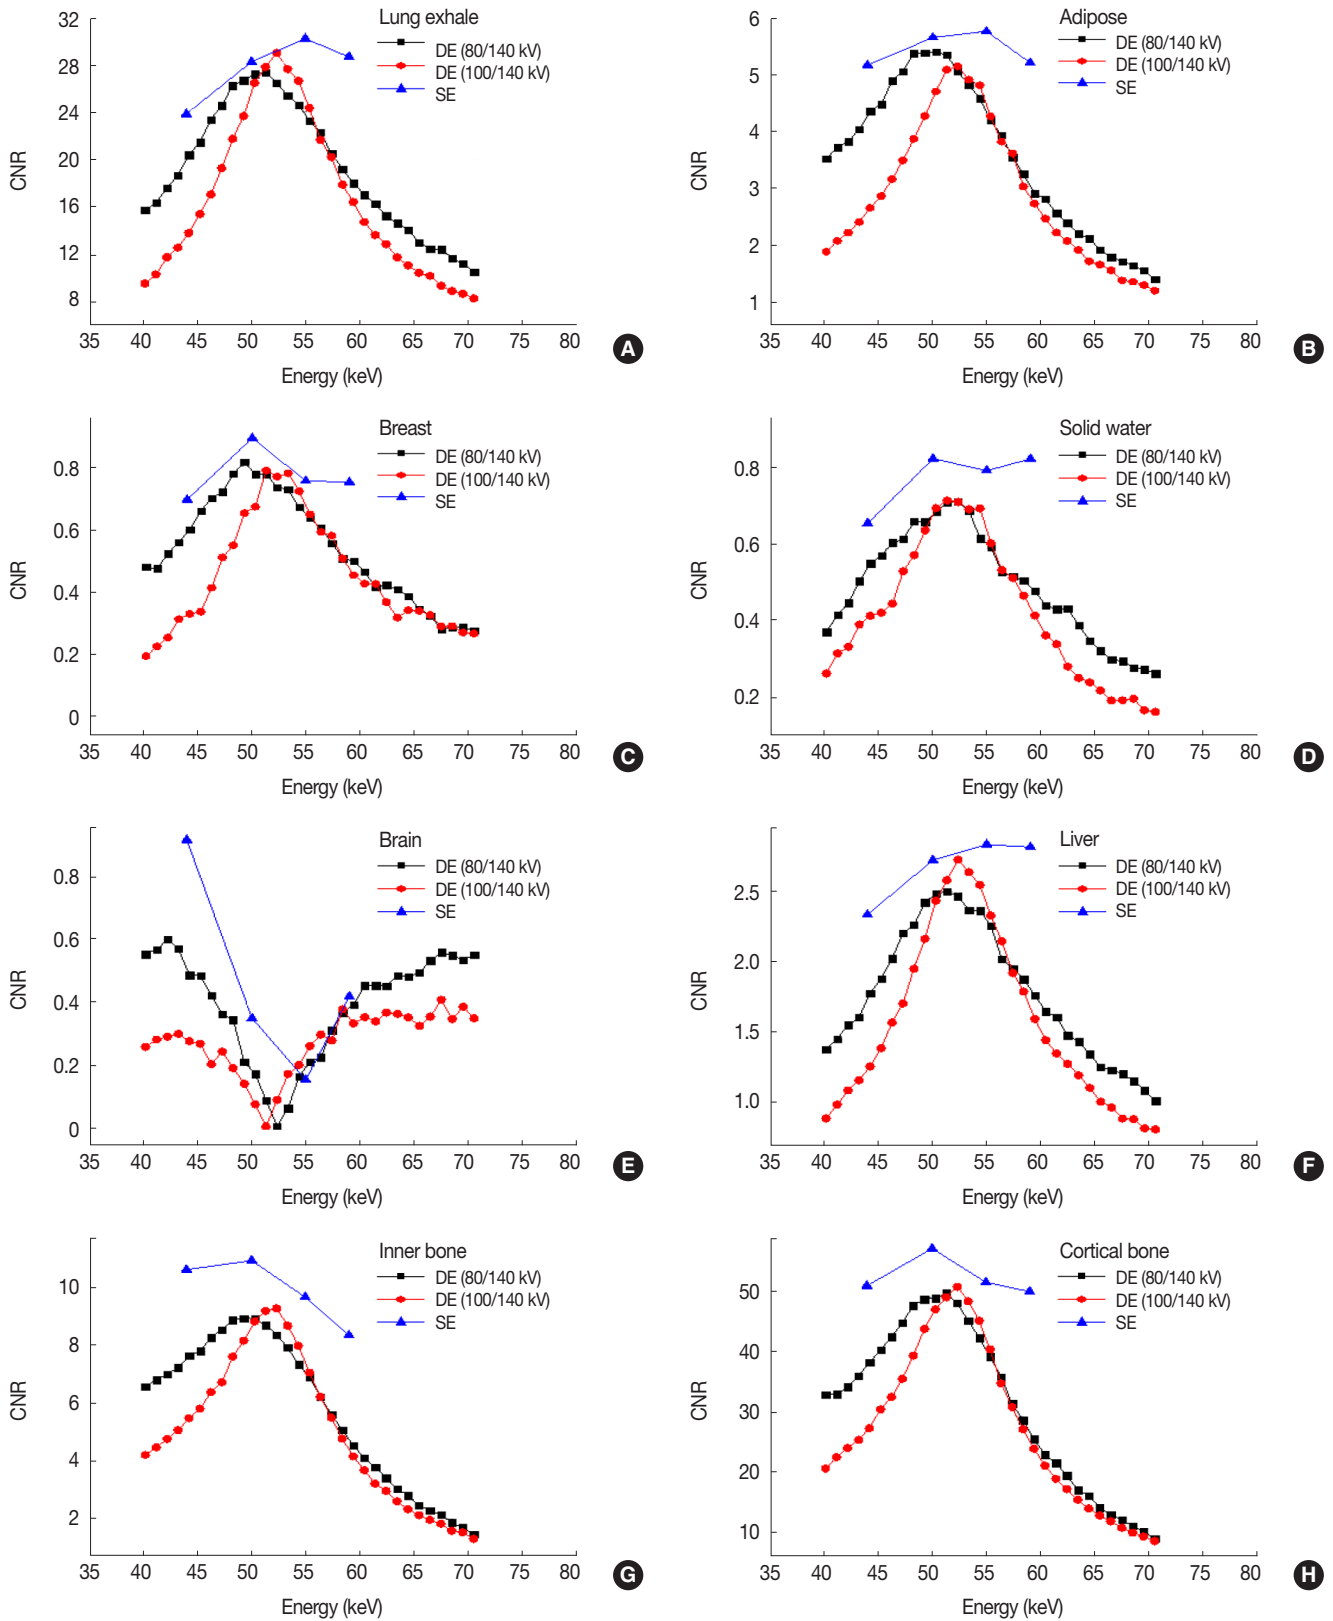 Lung exhale
DE (80/140 kV)
DE (100/140 kV)
SE
CNR
32
28
24
20
16
12
8
35 40 45 50 55 60 65 70 80
Energy (keV)
A
Adipose
DE (80/140 kV)
DE (100/140 kV)
SE
CNR
6
5
4
3
2
1
35 40 45 50 55 60 65 70 80
Energy (keV)
B
Breast
DE (80/140 kV)
DE (100/140 kV)
SE
CNR
0.8
0.6
0.4
0.2
0
35 40 45 50 55 60 65 70 80
Energy (keV)
C
Solid water
DE (80/140 kV)
DE (100/140 kV)
SE
CNR
0.8
0.6
0.4
0.2
35 40 45 50 55 60 65 70 80
Energy (keV)
D
Brain
DE (80/140 kV)
DE (100/140 kV)
SE
CNR
0.8
0.6
0.4
0.2
0
35 40 45 50 55 60 65 70 80
Energy (keV)
E
Liver
DE (80/140 kV)
DE (100/140 kV)
SE
CNR
2.5
2.0
1.5
1.0
35 40 45 50 55 60 65 70 80
Energy (keV)
F
Inner bone
DE (80/140 kV)
DE (100/140 kV)
SE
CNR
10
8
6
4
2
35 40 45 50 55 60 65 70 80
Energy (keV)
G
Cortical bone
DE (80/140 kV)
DE (100/140 kV)
SE
CNR
50
40
30
20
10
35 40 45 50 55 60 65 70 80
Energy (keV)
H